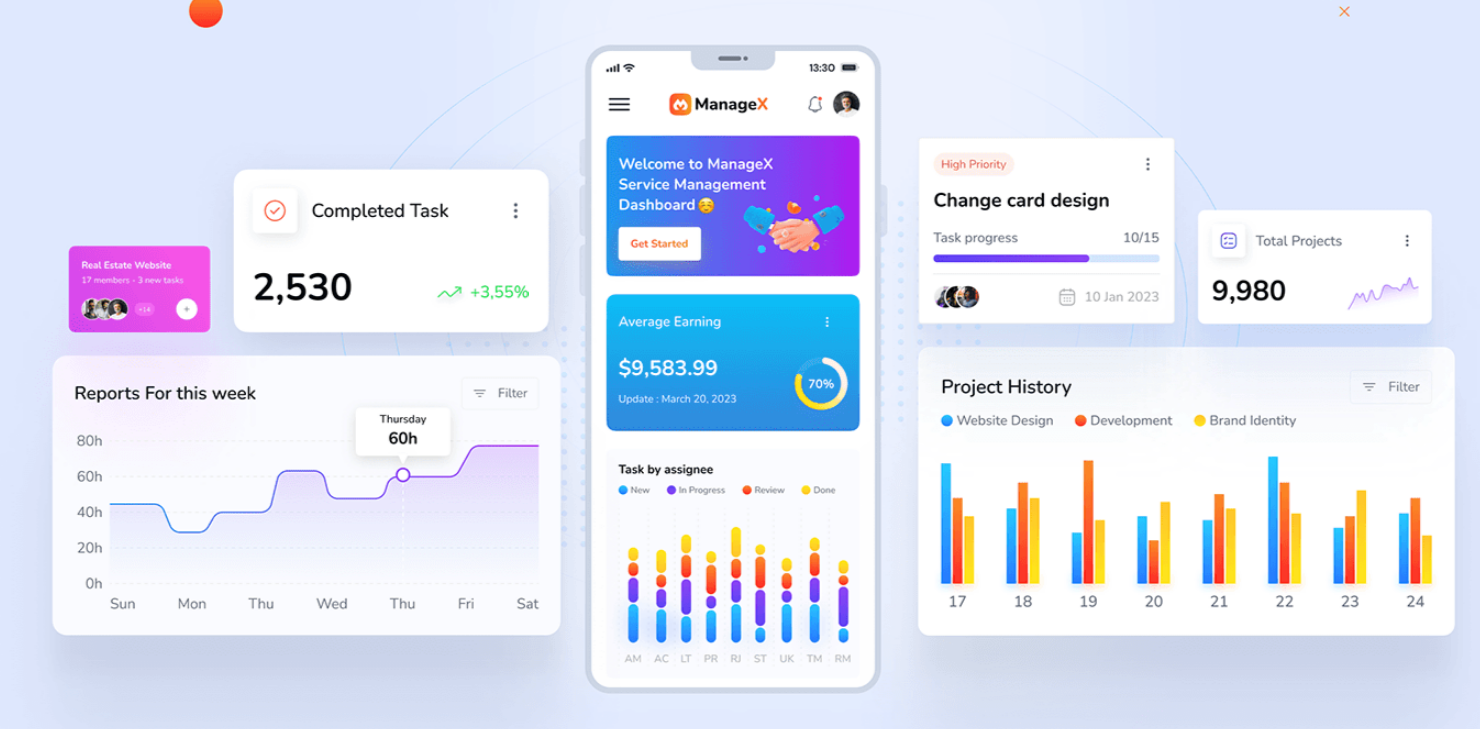 Real Estate Website
17 members - 3 new tasks
+14
+
Completed Task
2,530
+3,55%
Reports For this week
Filter
Thursday
60h
80h
60h
40h
20h
0h
Sun Mon Thu Wed Thu Fri Sat
13:30
ManageX
Welcome to ManageX
Service Management
Dashboard ☺️
Get Started
Average Earning
$9,583.99
70%
Update : March 20, 2023
Task by assignee
New In Progress Review Done
AM AC LT PR RJ ST UK TM RM
High Priority
Change card design
Task progress 10/15
10 Jan 2023
Total Projects
9,980
Project History
Filter
Website Design Development Brand Identity
17 18 19 20 21 22 23 24